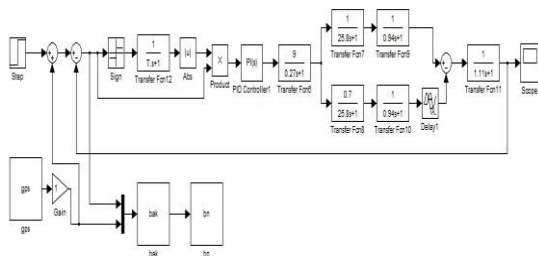 Step
Sign
1
T.s+1
Transfer Fcn12
|u|
Abs
X
Product
PI(s)
PID Controller1
9
0.27s+1
Transfer Fcn6
1
25.8s+1
Transfer Fcn7
1
0.94s+1
Transfer Fcn9
0.7
25.8s+1
Transfer Fcn8
1
0.94s+1
Transfer Fcn10
Delay1
1
1.11s+1
Transfer Fcn11
Scope
gps
gps
1
Gain
bak
bak
bn
bn